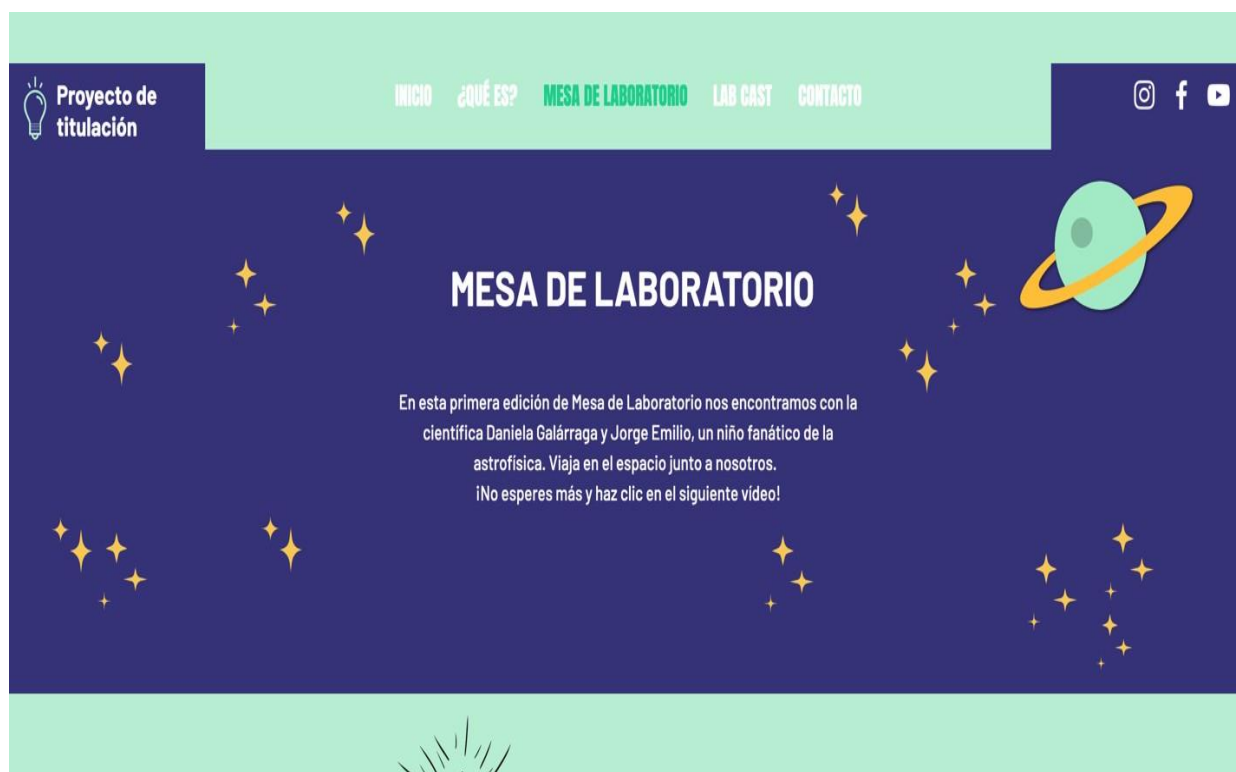 Proyecto de
titulación
INICIO ¿QUÉ ES? MESA DE LABORATORIO LAB CAST CONTACTO
MESA DE LABORATORIO
En esta primera edición de Mesa de Laboratorio nos encontramos con la
científica Daniela Galárraga y Jorge Emilio, un niño fanático de la
astrofísica. Viaja en el espacio junto a nosotros.
¡No esperes más y haz clic en el siguiente vídeo!